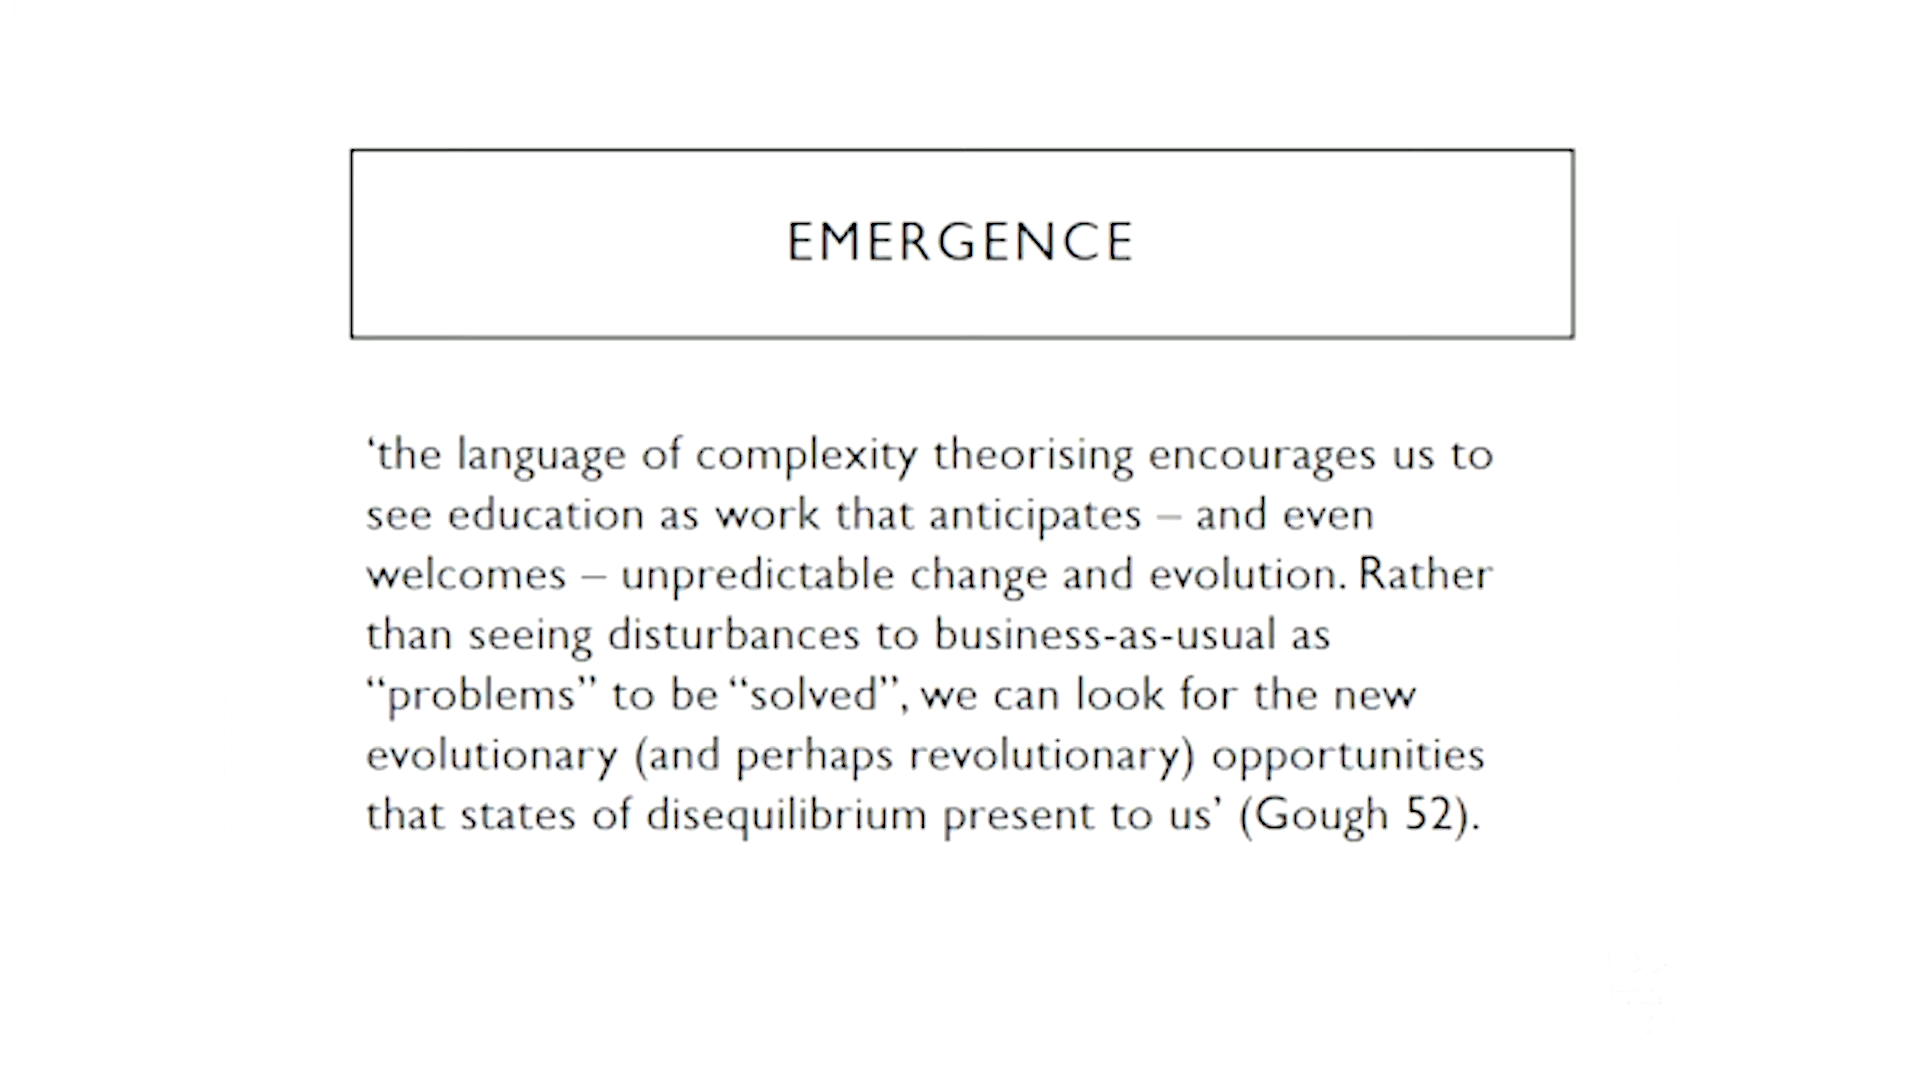 EMERGENCE
‘the language of complexity theorising encourages us to
see education as work that anticipates – and even
welcomes – unpredictable change and evolution. Rather
than seeing disturbances to business-as-usual as
“problems” to be “solved”, we can look for the new
evolutionary (and perhaps revolutionary) opportunities
that states of disequilibrium present to us’ (Gough 52).